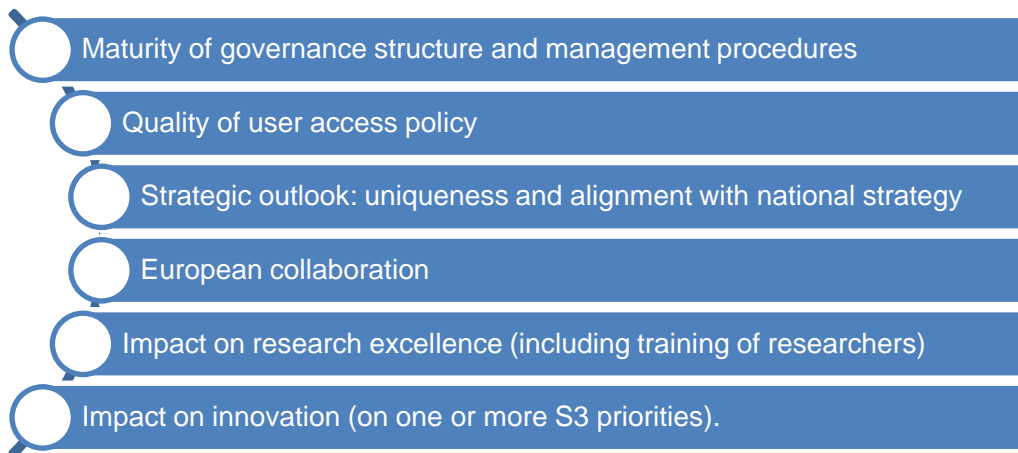 Maturity of governance structure and management procedures
Quality of user access policy
Strategic outlook: uniqueness and alignment with national strategy
European collaboration
Impact on research excellence (including training of researchers)
Impact on innovation (on one or more S3 priorities).